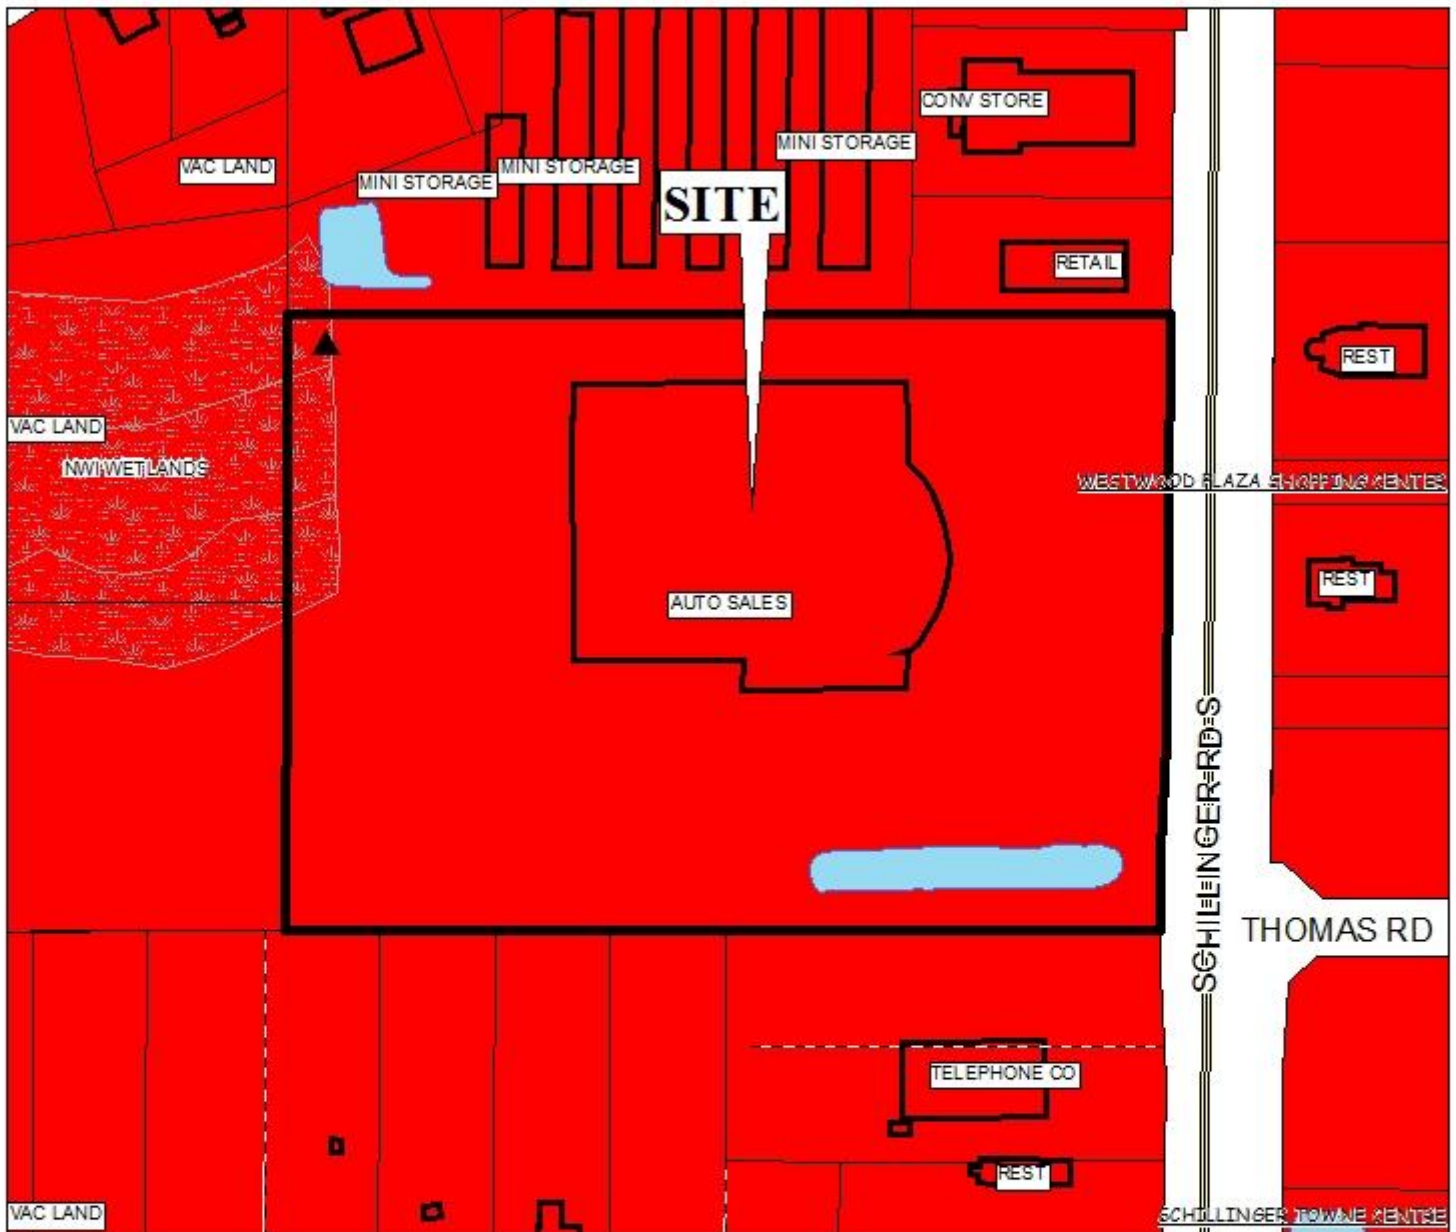 CONV STORE
MINI STORAGE
MINI STORAGE
VAC LAND
MINI STORAGE
SITE
RETAIL
REST
VAC LAND
NWI WETLANDS
WESTWOOD PLAZA SHOPPING CENTER
REST
AUTO SALES
SCHILLINGER RD S
THOMAS RD
TELEPHONE CO
REST
VAC LAND
SCHILLINGER TOWNE CENTRE